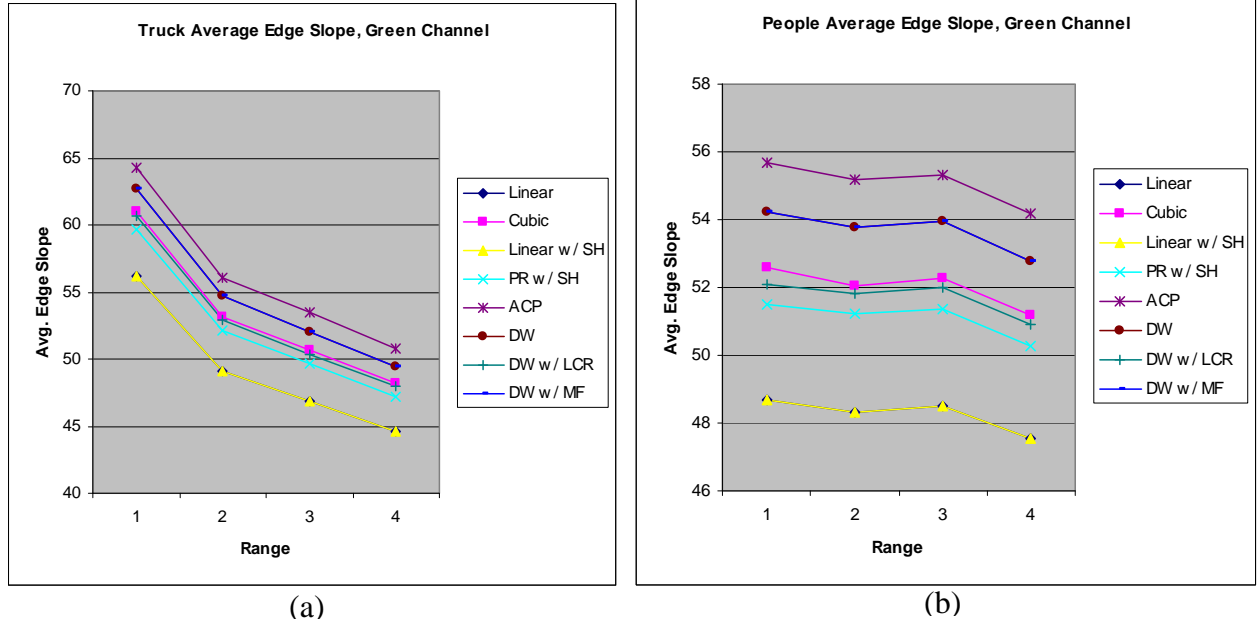 Truck Average Edge Slope, Green Channel
Avg. Edge Slope
70
65
60
55
50
45
40
1 2 3 4
Range
Linear
Cubic
Linear w/ SH
PR w/ SH
ACP
DW
DW w/ LCR
DW w/ MF
(a)
People Average Edge Slope, Green Channel
Avg. Edge Slope
58
56
54
52
50
48
46
1 2 3 4
Range
Linear
Cubic
Linear w/ SH
PR w/ SH
ACP
DW
DW w/ LCR
DW w/ MF
(b)